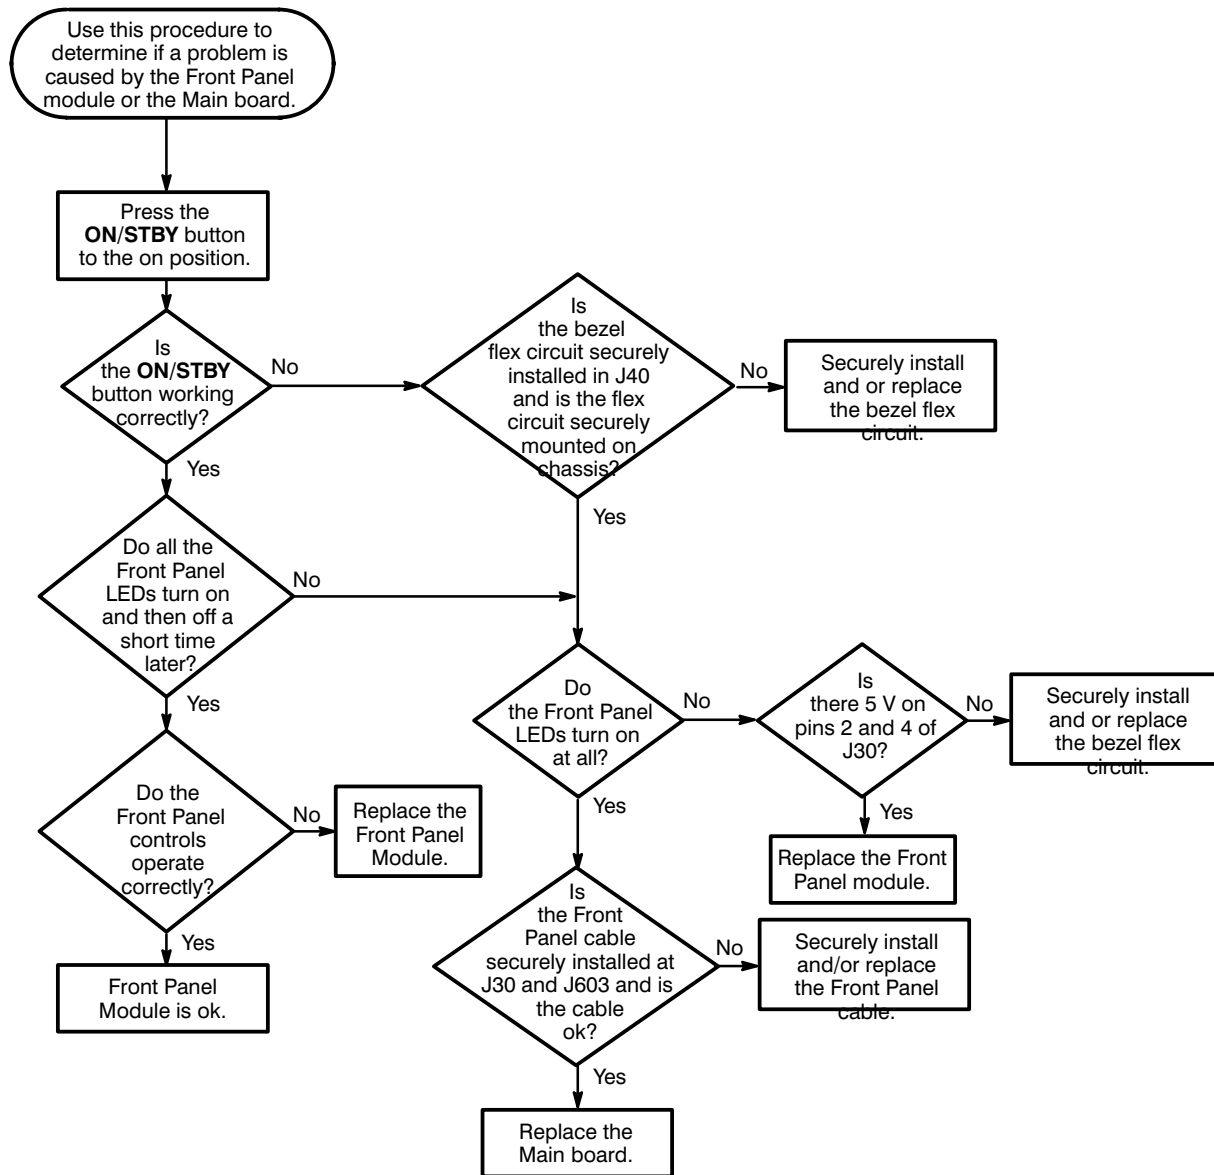 Use this procedure to
determine if a problem is
caused by the Front Panel
module or the Main board.
Press the
ON/STBY button
to the on position.
Is
the ON/STBY
button working
correctly?
No
Is
the bezel
flex circuit securely
installed in J40
and is the flex
circuit securely
mounted on
chassis?
No
Securely install
and or replace
the bezel flex
circuit.
Yes
Yes
Do all the
Front Panel
LEDs turn on
and then off a
short time
later?
No
Yes
Do
the Front Panel
LEDs turn on
at all?
No
Is
there 5 V on
pins 2 and 4 of
J30?
No
Securely install
and or replace
the bezel flex
circuit.
Yes
Yes
Do the
Front Panel
controls
operate
correctly?
No
Replace the
Front Panel
Module.
Replace the Front
Panel module.
Yes
Front Panel
Module is ok.
Is
the Front
Panel cable
securely installed at
J30 and J603 and is
the cable
ok?
No
Securely install
and/or replace
the Front Panel
cable.
Yes
Replace the
Main board.